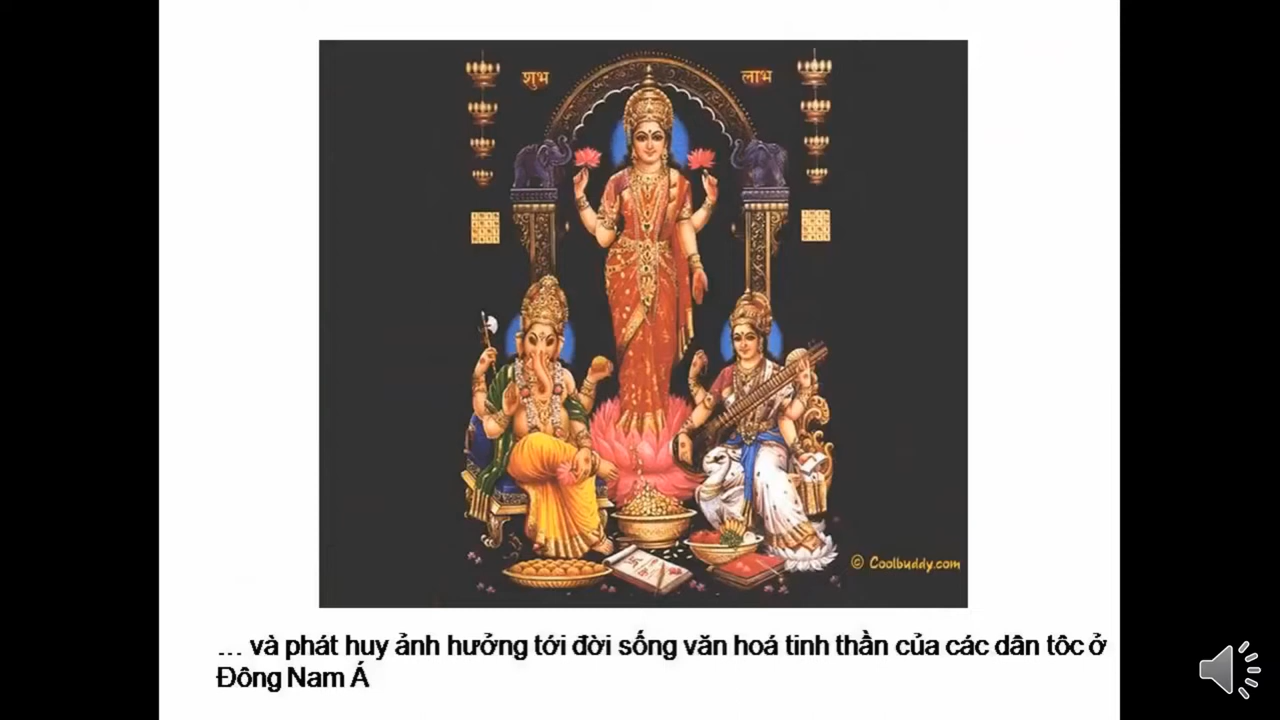 शुभ लाभ
© Coolbuddy.com
... và phát huy ảnh hưởng tới đời sống văn hoá tinh thần của các dân tôc ở
Đông Nam Á